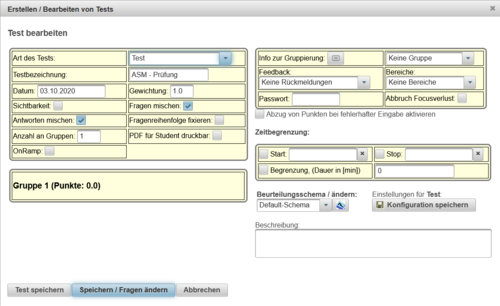 Erstellen / Bearbeiten von Tests
Test bearbeiten
Art des Tests: Test
Testbezeichnung: ASM - Prüfung
Datum: 03.10.2020 Gewichtung: 1.0
Sichtbarkeit: Fragen mischen:
Antworten mischen: Fragenreihenfolge fixieren:
Anzahl an Gruppen: 1 PDF für Student druckbar:
OnRamp:
Gruppe 1 (Punkte: 0.0)
Info zur Gruppierung: Keine Gruppe
Feedback: Bereiche:
Keine Rückmeldungen Keine Bereiche
Passwort: Abbruch Focusverlust:
Abzug von Punkten bei fehlerhafter Eingabe aktivieren
Zeitbegrenzung:
Start: Stop:
Begrenzung, (Dauer in [min]) 0
Beurteilungsschema / ändern: Einstellungen für Test:
Default-Schema Konfiguration speichern
Beschreibung:
Test speichern Speichern / Fragen ändern Abbrechen